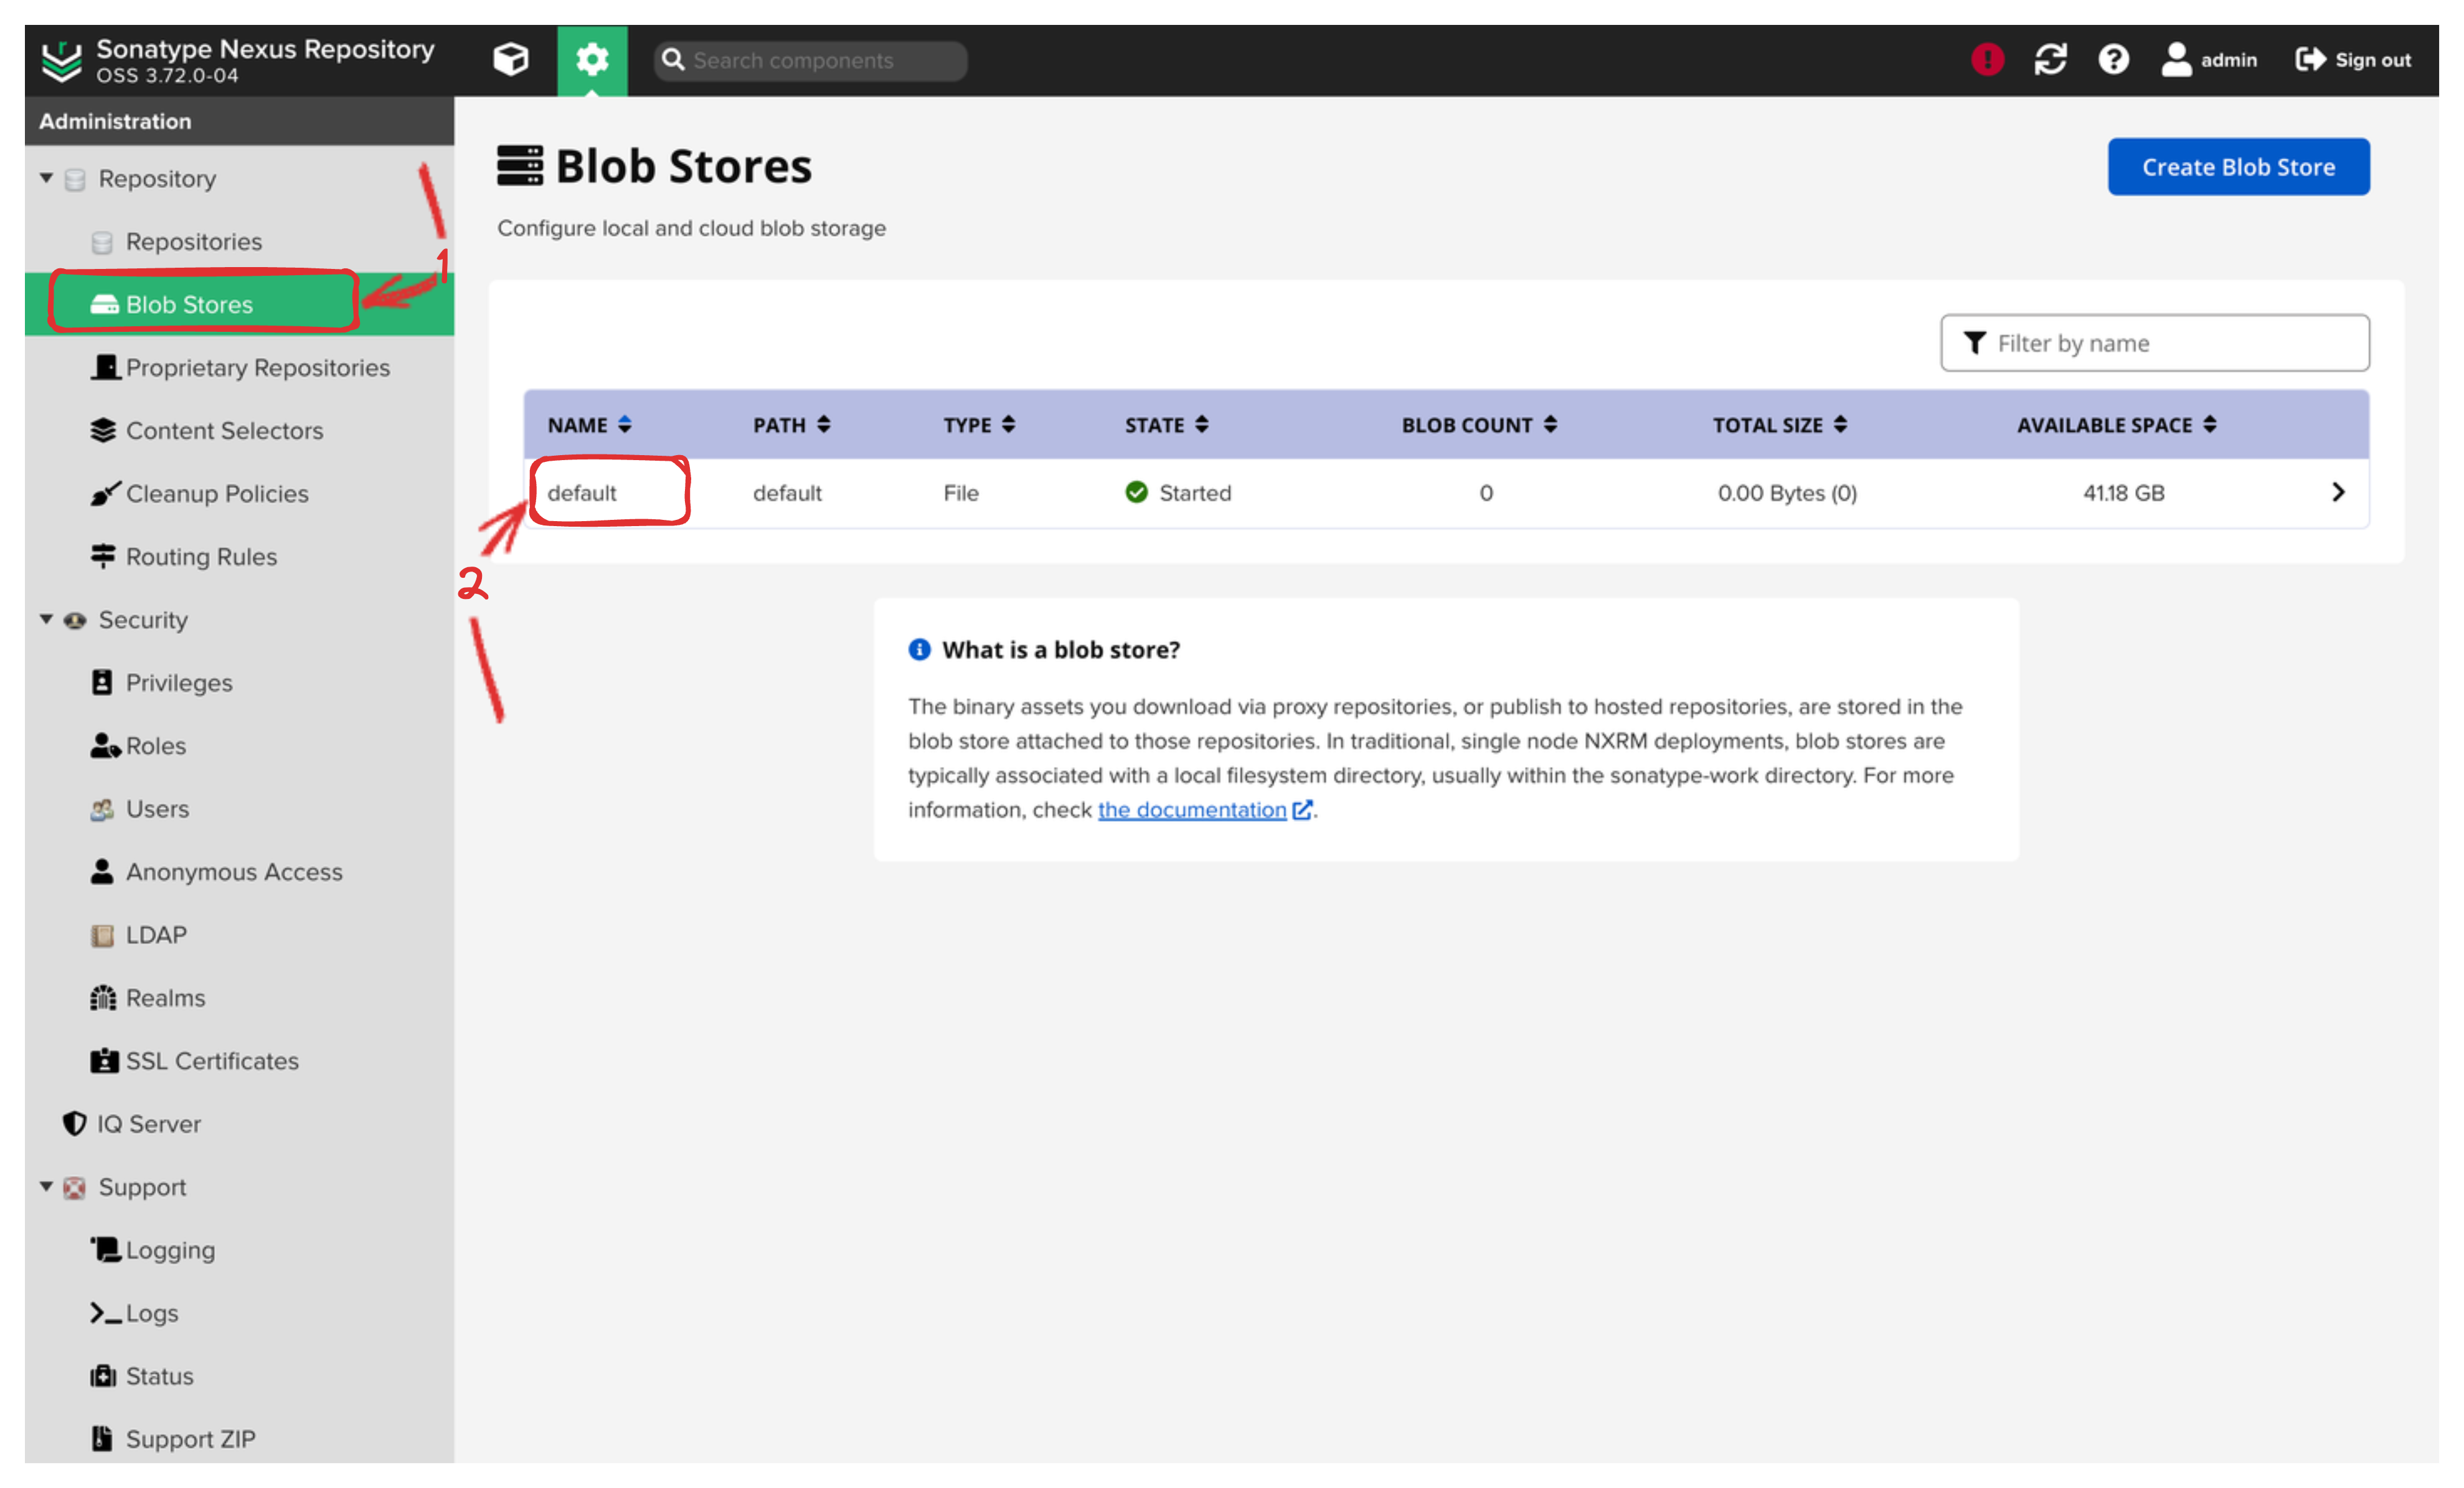 Sonatype Nexus Repository
OSS 3.72.0-04
Search components
admin
Sign out
Administration
Repository
Repositories
Blob Stores
Proprietary Repositories
Content Selectors
Cleanup Policies
Routing Rules
Security
Privileges
Roles
Users
Anonymous Access
LDAP
Realms
SSL Certificates
IQ Server
Support
Logging
Logs
Status
Support ZIP
1
Blob Stores
Create Blob Store
Configure local and cloud blob storage
Filter by name
NAME PATH TYPE STATE BLOB COUNT TOTAL SIZE AVAILABLE SPACE
default default File Started 0 0.00 Bytes (0) 41.18 GB
2
What is a blob store?
The binary assets you download via proxy repositories, or publish to hosted repositories, are stored in the
blob store attached to those repositories. In traditional, single node NXRM deployments, blob stores are
typically associated with a local filesystem directory, usually within the sonatype-work directory. For more
information, check the documentation.